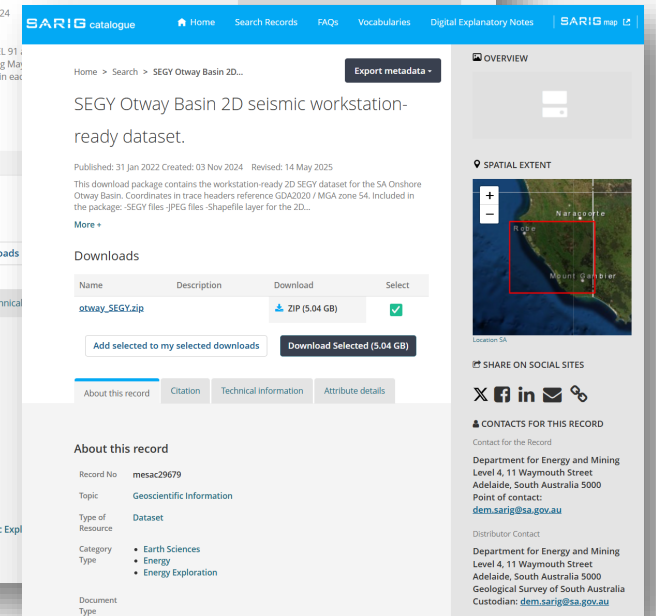 24
L 91
g May
in eac
oads
hnical
t Expl
SARIG catalogue
Home
Search Records
FAQs
Vocabularies
Digital Explanatory Notes
SARIG map
Home > Search > SEGY Otway Basin 2D...
Export metadata
SEGY Otway Basin 2D seismic workstation-
ready dataset.
Published: 31 Jan 2022 Created: 03 Nov 2024 Revised: 14 May 2025
This download package contains the workstation-ready 2D SEGY dataset for the SA Onshore
Otway Basin. Coordinates in trace headers reference GDA2020 / MGA zone 54. Included in
the package: -SEGY files -JPEG files -Shapefile layer for the 2D...
More +
Downloads
Name Description Download Select
otway_SEGY.zip ZIP (5.04 GB)
Add selected to my selected downloads
Download Selected (5.04 GB)
About this record
Citation
Technical information
Attribute details
About this record
Record No mesac29679
Topic Geoscientific Information
Type of Dataset
Resource
Category • Earth Sciences
Type • Energy
• Energy Exploration
Document
Type
OVERVIEW
SPATIAL EXTENT
+
−
Naracoorte
Robe
Mount Gambier
Location SA
SHARE ON SOCIAL SITES
CONTACTS FOR THIS RECORD
Contact for the Record
Department for Energy and Mining
Level 4, 11 Waymouth Street
Adelaide, South Australia 5000
Point of contact:
dem.sarig@sa.gov.au
Distributor Contact
Department for Energy and Mining
Level 4, 11 Waymouth Street
Adelaide, South Australia 5000
Geological Survey of South Australia
Custodian: dem.sarig@sa.gov.au